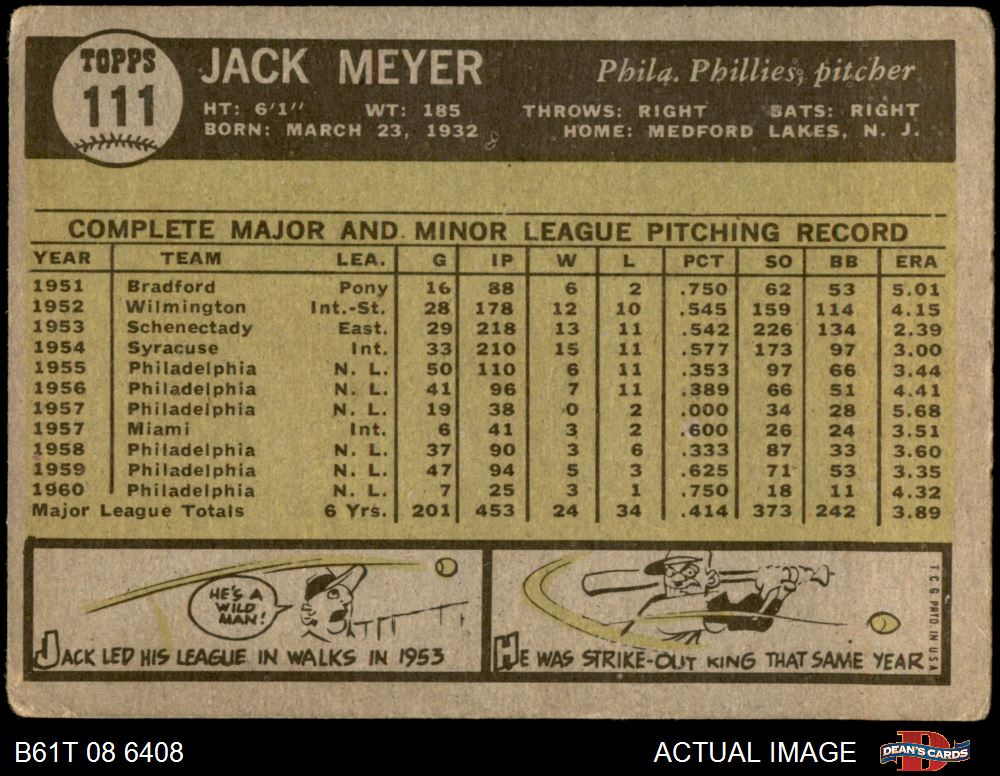 TOPPS
111
JACK MEYER
Phila. Phillies, pitcher
HT: 6'1" WT: 185 THROWS: RIGHT BATS: RIGHT
BORN: MARCH 23, 1932 HOME: MEDFORD LAKES, N. J.
COMPLETE MAJOR AND MINOR LEAGUE PITCHING RECORD
YEAR TEAM LEA. G IP W L PCT SO BB ERA
1951 Bradford Pony 16 88 6 2 .750 62 53 5.01
1952 Wilmington Int.-St. 28 178 12 10 .545 159 114 4.15
1953 Schenectady East. 29 218 13 11 .542 226 134 2.39
1954 Syracuse Int. 33 210 15 11 .577 173 97 3.00
1955 Philadelphia N. L. 50 110 6 11 .353 97 66 3.44
1956 Philadelphia N. L. 41 96 7 11 .389 66 51 4.41
1957 Philadelphia N. L. 19 38 0 2 .000 34 28 5.68
1957 Miami Int. 6 41 3 2 .600 26 24 3.51
1958 Philadelphia N. L. 37 90 3 6 .333 87 33 3.60
1959 Philadelphia N. L. 47 94 5 3 .625 71 53 3.35
1960 Philadelphia N. L. 7 25 3 1 .750 18 11 4.32
Major League Totals 6 Yrs. 201 453 24 34 .414 373 242 3.89
HE'S A
WILD
MAN!
JACK LED HIS LEAGUE IN WALKS IN 1953
HE WAS STRIKE-OUT KING THAT SAME YEAR
T.C.G. PRTD. IN U.S.A.
B61T 08 6408
ACTUAL IMAGE
DEAN'S CARDS